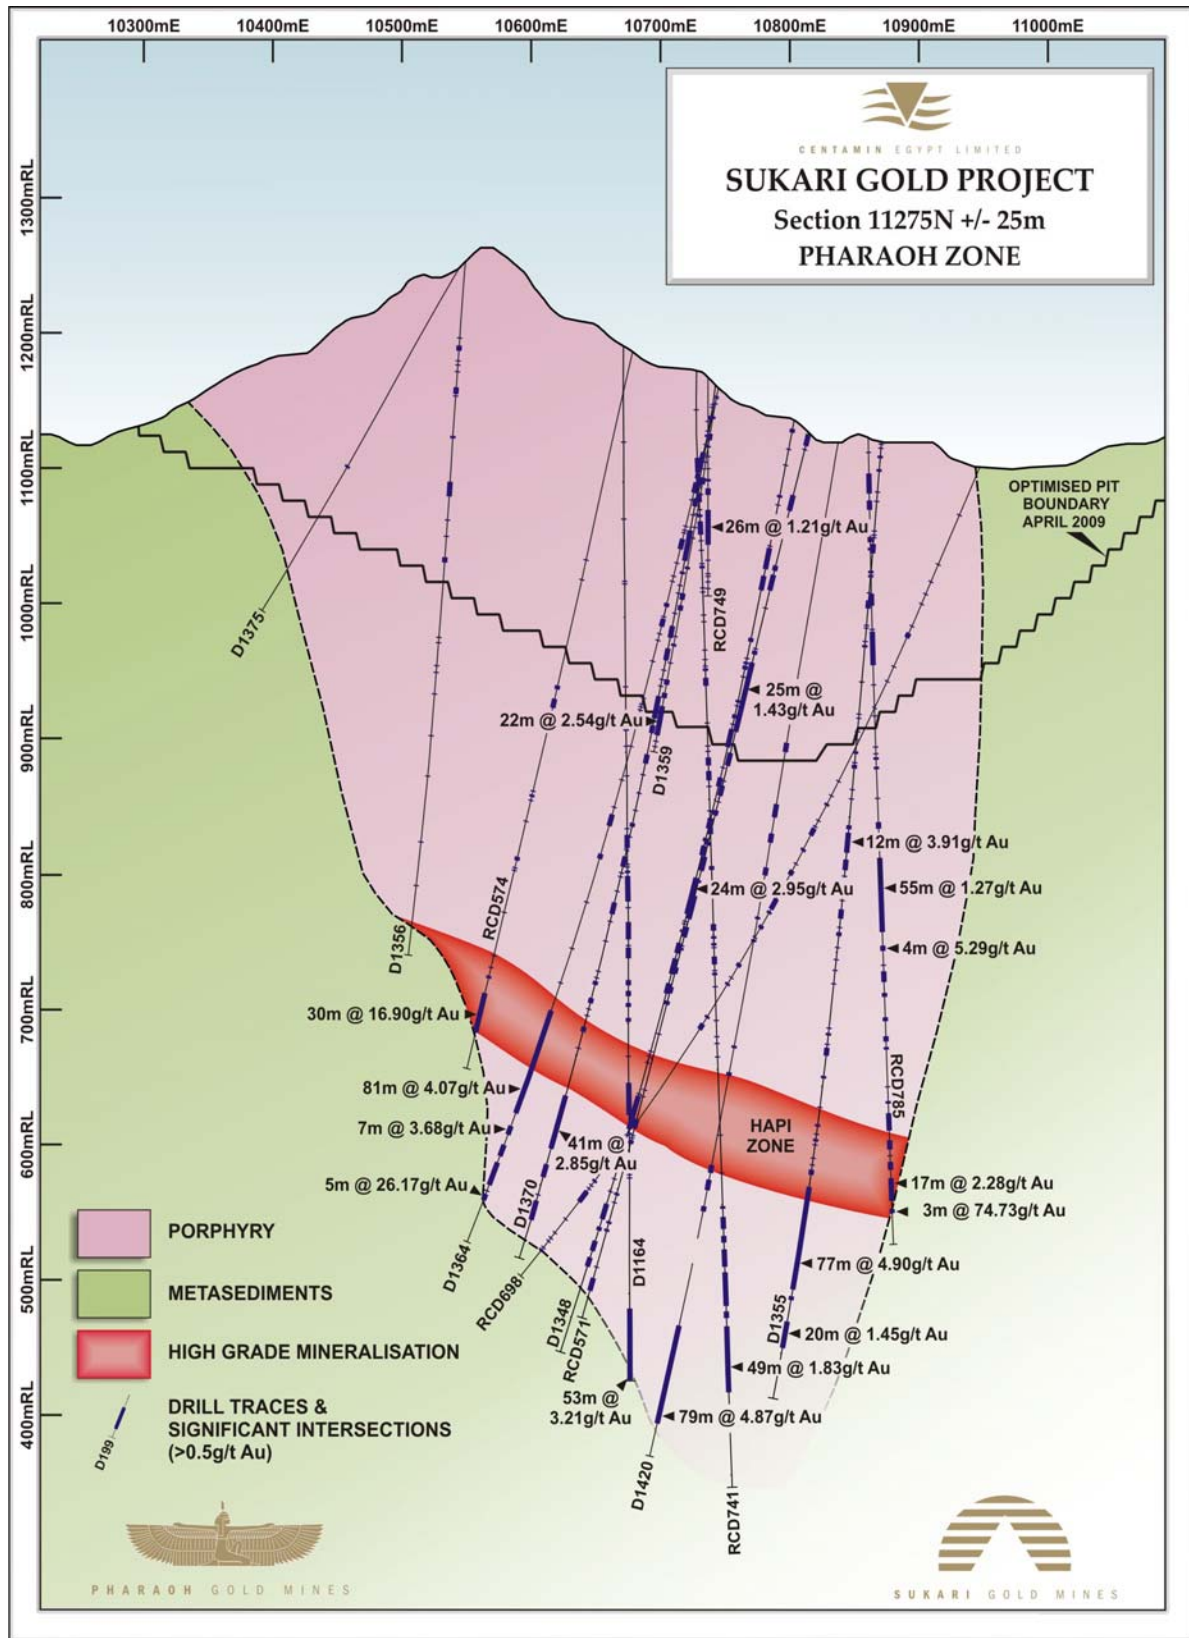 10300mE 10400mE 10500mE 10600mE 10700mE 10800mE 10900mE 11000mE
CENTAMIN EGYPT LIMITED
SUKARI GOLD PROJECT
Section 11275N +/- 25m
PHARAOH ZONE
1300mRL
1200mRL
1100mRL
1000mRL
900mRL
800mRL
700mRL
600mRL
500mRL
400mRL
OPTIMISED PIT
BOUNDARY
APRIL 2009
26m @ 1.21g/t Au
D1375
RCD749
25m @
1.43g/t Au
22m @ 2.54g/t Au
D1359
12m @ 3.91g/t Au
24m @ 2.95g/t Au
55m @ 1.27g/t Au
RCD574
D1356
4m @ 5.29g/t Au
30m @ 16.90g/t Au
RCD785
81m @ 4.07g/t Au
7m @ 3.68g/t Au
HAPI
ZONE
41m @
2.85g/t Au
5m @ 26.17g/t Au
17m @ 2.28g/t Au
3m @ 74.73g/t Au
D1370
D1364
RCD698
D1164
77m @ 4.90g/t Au
D1348
RCD571
D1355
20m @ 1.45g/t Au
49m @ 1.83g/t Au
53m @
3.21g/t Au
79m @ 4.87g/t Au
D1420
RCD741
PORPHYRY
METASEDIMENTS
HIGH GRADE MINERALISATION
DRILL TRACES &
SIGNIFICANT INTERSECTIONS
(>0.5g/t Au)
D199
PHARAOH GOLD MINES
SUKARI GOLD MINES